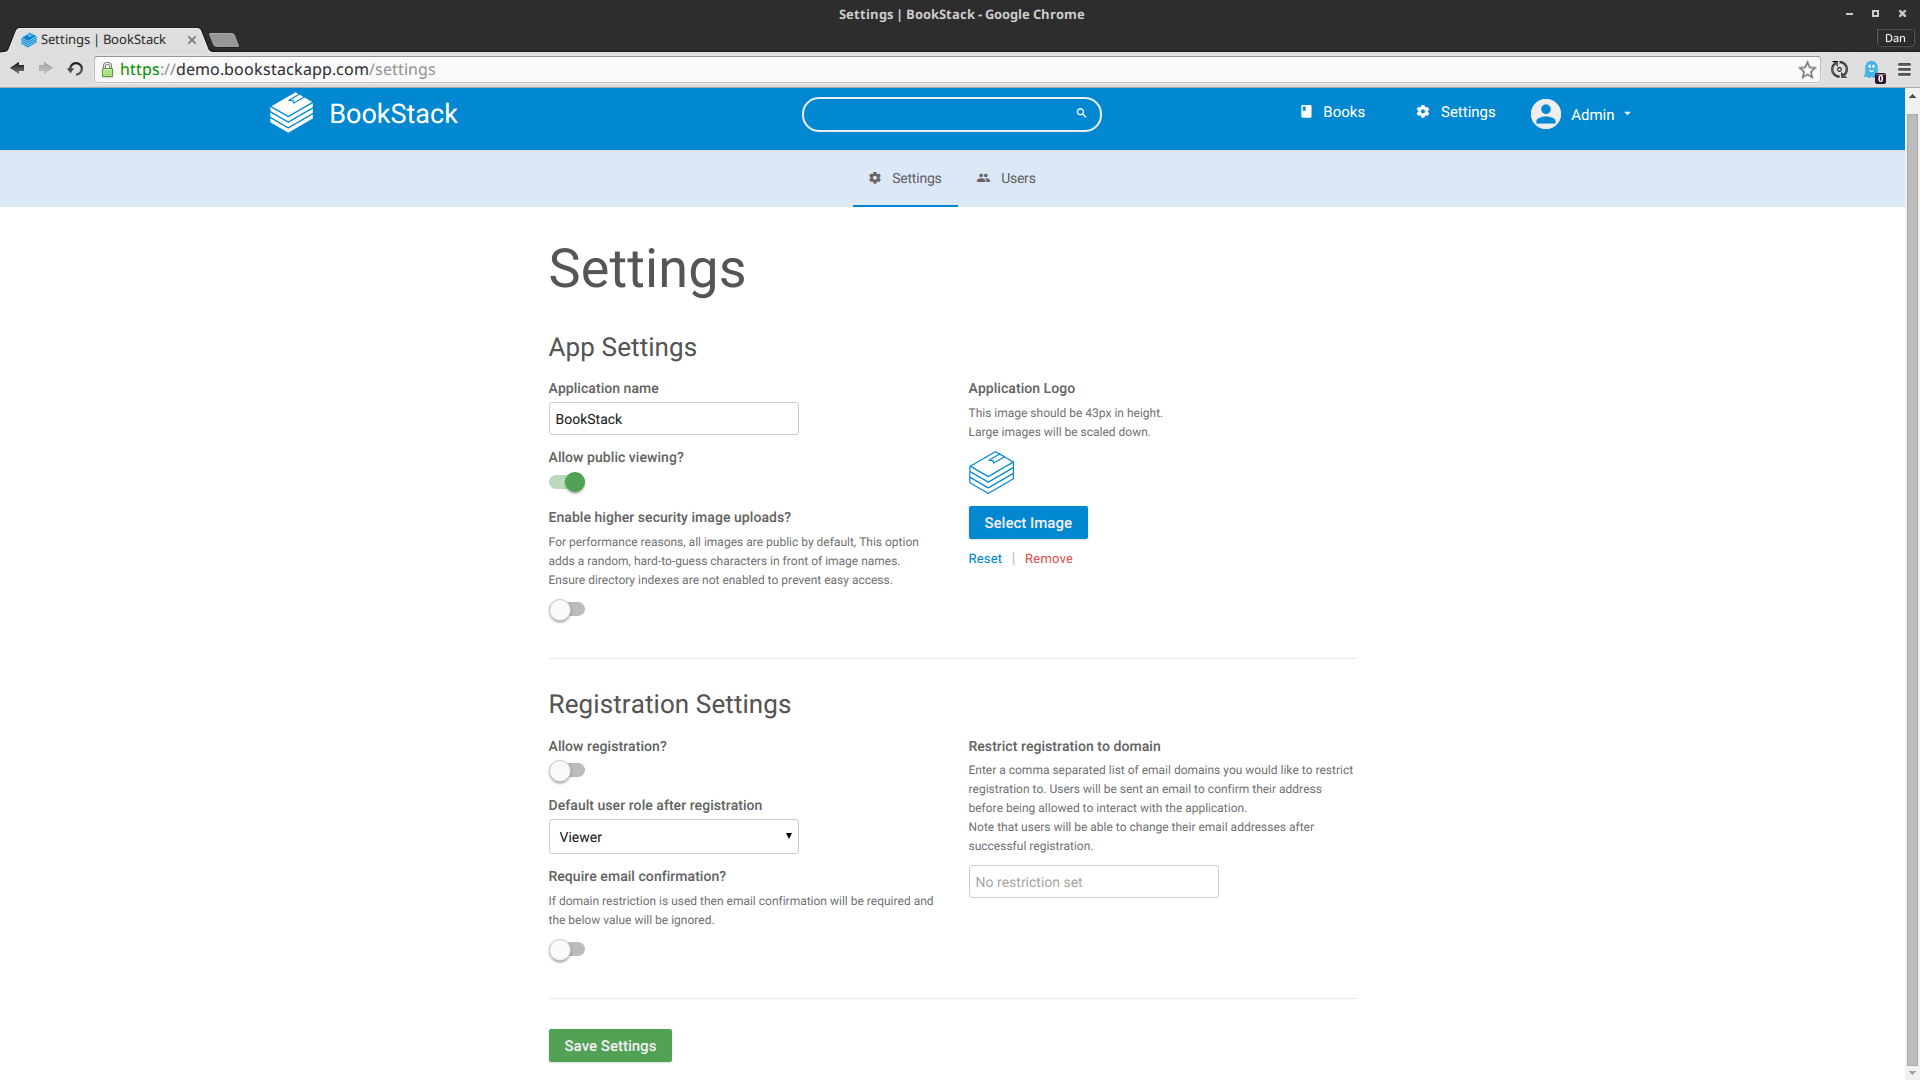 Settings | BookStack - Google Chrome
Settings | BookStack
Dan
https://demo.bookstackapp.com/settings
0
BookStack
Books
Settings
Admin
Settings
Users
Settings
App Settings
Application name
BookStack
Allow public viewing?
Enable higher security image uploads?
For performance reasons, all images are public by default, This option
adds a random, hard-to-guess characters in front of image names.
Ensure directory indexes are not enabled to prevent easy access.
Application Logo
This image should be 43px in height.
Large images will be scaled down.
Select Image
Reset | Remove
Registration Settings
Allow registration?
Default user role after registration
Viewer
Require email confirmation?
If domain restriction is used then email confirmation will be required and
the below value will be ignored.
Restrict registration to domain
Enter a comma separated list of email domains you would like to restrict
registration to. Users will be sent an email to confirm their address
before being allowed to interact with the application.
Note that users will be able to change their email addresses after
successful registration.
No restriction set
Save Settings